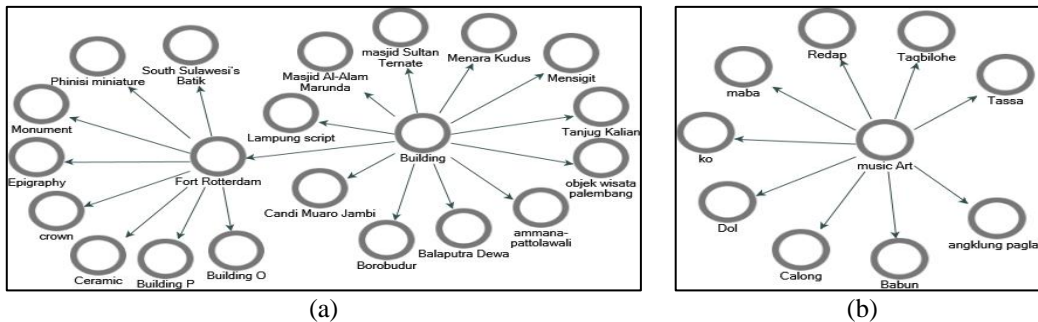 South Sulawesi's
Batik
Phinisi miniature
Monument
Epigraphy
crown
Ceramic
Building P
Building O
Fort Rotterdam
masjid Sultan
Ternate
Menara Kudus
Masjid Al-Alam
Marunda
Mensigit
Lampung script
Building
Tanjug Kalian
objek wisata
palembang
Candi Muaro Jambi
ammana-
pattolawali
Borobudur
Balaputra Dewa
(a)
Redap
Taqbilohe
maba
Tassa
ko
music Art
Dol
Calong
Babun
angklung pagla
(b)